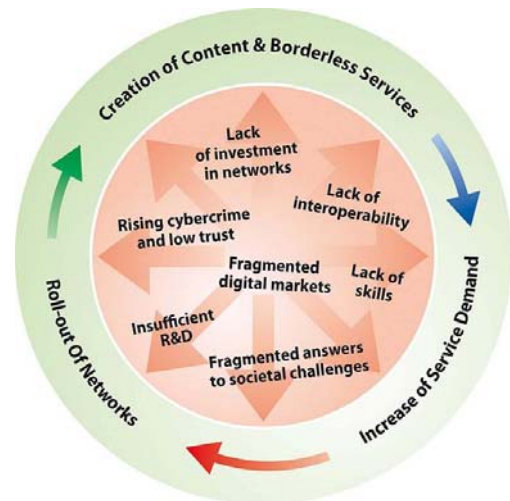 Creation of Content & Borderless Services
Lack
of investment
in networks
Lack of
interoperability
Rising cybercrime
and low trust
Fragmented
digital markets
Lack of
skills
Insufficient
R&D
Fragmented answers
to societal challenges
Increase of Service Demand
Roll-out Of Networks